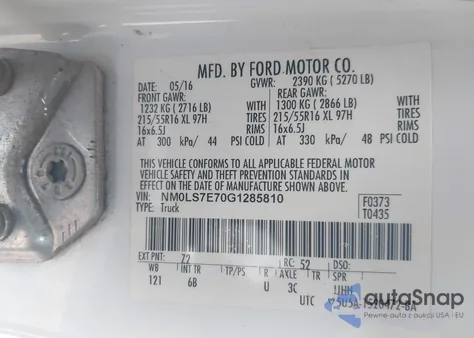 MFD. BY FORD MOTOR CO.
DATE: 05/16 GVWR: 2390 KG ( 5270 LB)
FRONT GAWR: REAR GAWR:
1232 KG ( 2716 LB) 1300 KG ( 2866 LB)
215/55R16 XL 97H TIRES 215/55R16 XL 97H
16x6.5J RIMS 16x6.5J
AT 300 kPa/ 44 PSI COLD AT 330 kPa/ 48 PSI COLD
THIS VEHICLE CONFORMS TO ALL APPLICABLE FEDERAL MOTOR
VEHICLE SAFETY AND THEFT PREVENTION STANDARDS IN EFFECT
ON THE DATE OF MANUFACTURE SHOWN ABOVE.
VIN: NM0LS7E70G1285810 F0373
TYPE: Truck T0435
EXT PNT: Z2 RC: 52 DSO:
WB INT TR TP/PS R AXLE TR SPR
121 6B U 3C IJHH
UTC
autoSnap
Pewne auta z aukcji USA i EU